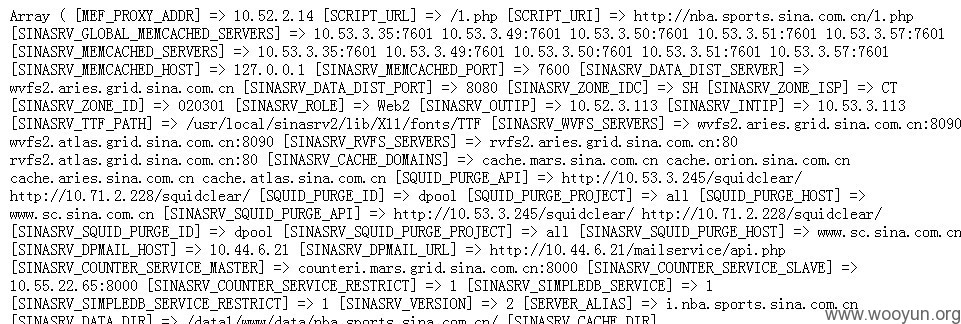 Array ( [MEF_PROXY_ADDR] => 10.52.2.14 [SCRIPT_URL] => /1.php [SCRIPT_URI] => http://nba.sports.sina.com.cn/1.php
[SINASRV_GLOBAL_MEMCACHED_SERVERS] => 10.53.3.35:7601 10.53.3.49:7601 10.53.3.50:7601 10.53.3.51:7601 10.53.3.57:7601
[SINASRV_MEMCACHED_SERVERS] => 10.53.3.35:7601 10.53.3.49:7601 10.53.3.50:7601 10.53.3.51:7601 10.53.3.57:7601
[SINASRV_MEMCACHED_HOST] => 127.0.0.1 [SINASRV_MEMCACHED_PORT] => 7600 [SINASRV_DATA_DIST_SERVER] =>
wvfs2.aries.grid.sina.com.cn [SINASRV_DATA_DIST_PORT] => 8080 [SINASRV_ZONE_IDC] => SH [SINASRV_ZONE_ISP] => CT
[SINASRV_ZONE_ID] => 020301 [SINASRV_ROLE] => Web2 [SINASRV_OUTIP] => 10.52.3.113 [SINASRV_INTIP] => 10.53.3.113
[SINASRV_TTF_PATH] => /usr/local/sinasrv2/lib/X11/fonts/TTF [SINASRV_WVFS_SERVERS] => wvfs2.aries.grid.sina.com.cn:8090
wvfs2.atlas.grid.sina.com.cn:8090 [SINASRV_RVFS_SERVERS] => rvfs2.aries.grid.sina.com.cn:80
rvfs2.atlas.grid.sina.com.cn:80 [SINASRV_CACHE_DOMAINS] => cache.mars.sina.com.cn cache.orion.sina.com.cn
cache.aries.sina.com.cn cache.atlas.sina.com.cn [SQUID_PURGE_API] => http://10.53.3.245/squidclear/
http://10.71.2.228/squidclear/ [SQUID_PURGE_ID] => dpool [SQUID_PURGE_PROJECT] => all [SQUID_PURGE_HOST] =>
www.sc.sina.com.cn [SINASRV_SQUID_PURGE_API] => http://10.53.3.245/squidclear/ http://10.71.2.228/squidclear/
[SINASRV_SQUID_PURGE_ID] => dpool [SINASRV_SQUID_PURGE_PROJECT] => all [SINASRV_SQUID_PURGE_HOST] => www.sc.sina.com.cn
[SINASRV_DPMAIL_HOST] => 10.44.6.21 [SINASRV_DPMAIL_URL] => http://10.44.6.21/mailservice/api.php
[SINASRV_COUNTER_SERVICE_MASTER] => counteri.mars.grid.sina.com.cn:8000 [SINASRV_COUNTER_SERVICE_SLAVE] =>
10.55.22.65:8000 [SINASRV_COUNTER_SERVICE_RESTRICT] => 1 [SINASRV_SIMPLEDB_SERVICE] => 1
[SINASRV_SIMPLEDB_SERVICE_RESTRICT] => 1 [SINASRV_VERSION] => 2 [SERVER_ALIAS] => i.nba.sports.sina.com.cn
[SINASRV_DATA_DIR] => /data1/www/data/nba.sports.sina.com.cn/ [SINASRV_CACHE_DIR]
www.wooyun.org